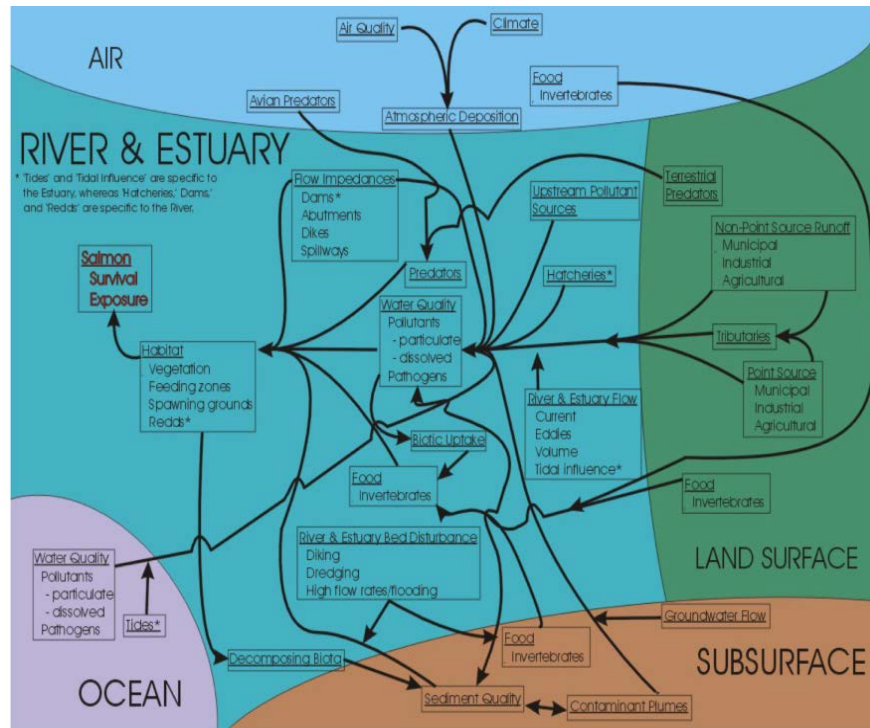 AIR
Air Quality
Climate
Food
. Invertebrates
Avian Predators
Atmospheric Deposition
RIVER & ESTUARY
* 'Tides' and 'Tidal Influence' are specific to
the Estuary, whereas 'Hatcheries,' Dams,'
and 'Redds' are specific to the River.
Flow Impedances
Dams*
Abutments
Dikes
Spillways
Upstream Pollutant
Sources
Terrestrial
Predators
Non-Point Source Runoff
. Municipal
Industrial
Agricultural
Salmon
Survival
Exposure
Predators
Hatcheries*
Water Quality
Pollutants
- particulate
- dissolved
Pathogens
Tributaries
Habitat
. Vegetation
Feeding zones
Spawning grounds
Redds*
Point Source
Municipal
Industrial
Agricultural
River & Estuary Flow
Current
Eddies
Volume
Tidal influence*
Biotic Uptake
Food
. Invertebrates
Food
. Invertebrates
River & Estuary Bed Disturbance
Diking
Dredging
High flow rates/flooding
LAND SURFACE
Water Quality
Pollutants
- particulate
- dissolved
Pathogens
Tides*
Groundwater Flow
Food
. Invertebrates
SUBSURFACE
Decomposing Biota
OCEAN
Sediment Quality
Contaminant Plumes